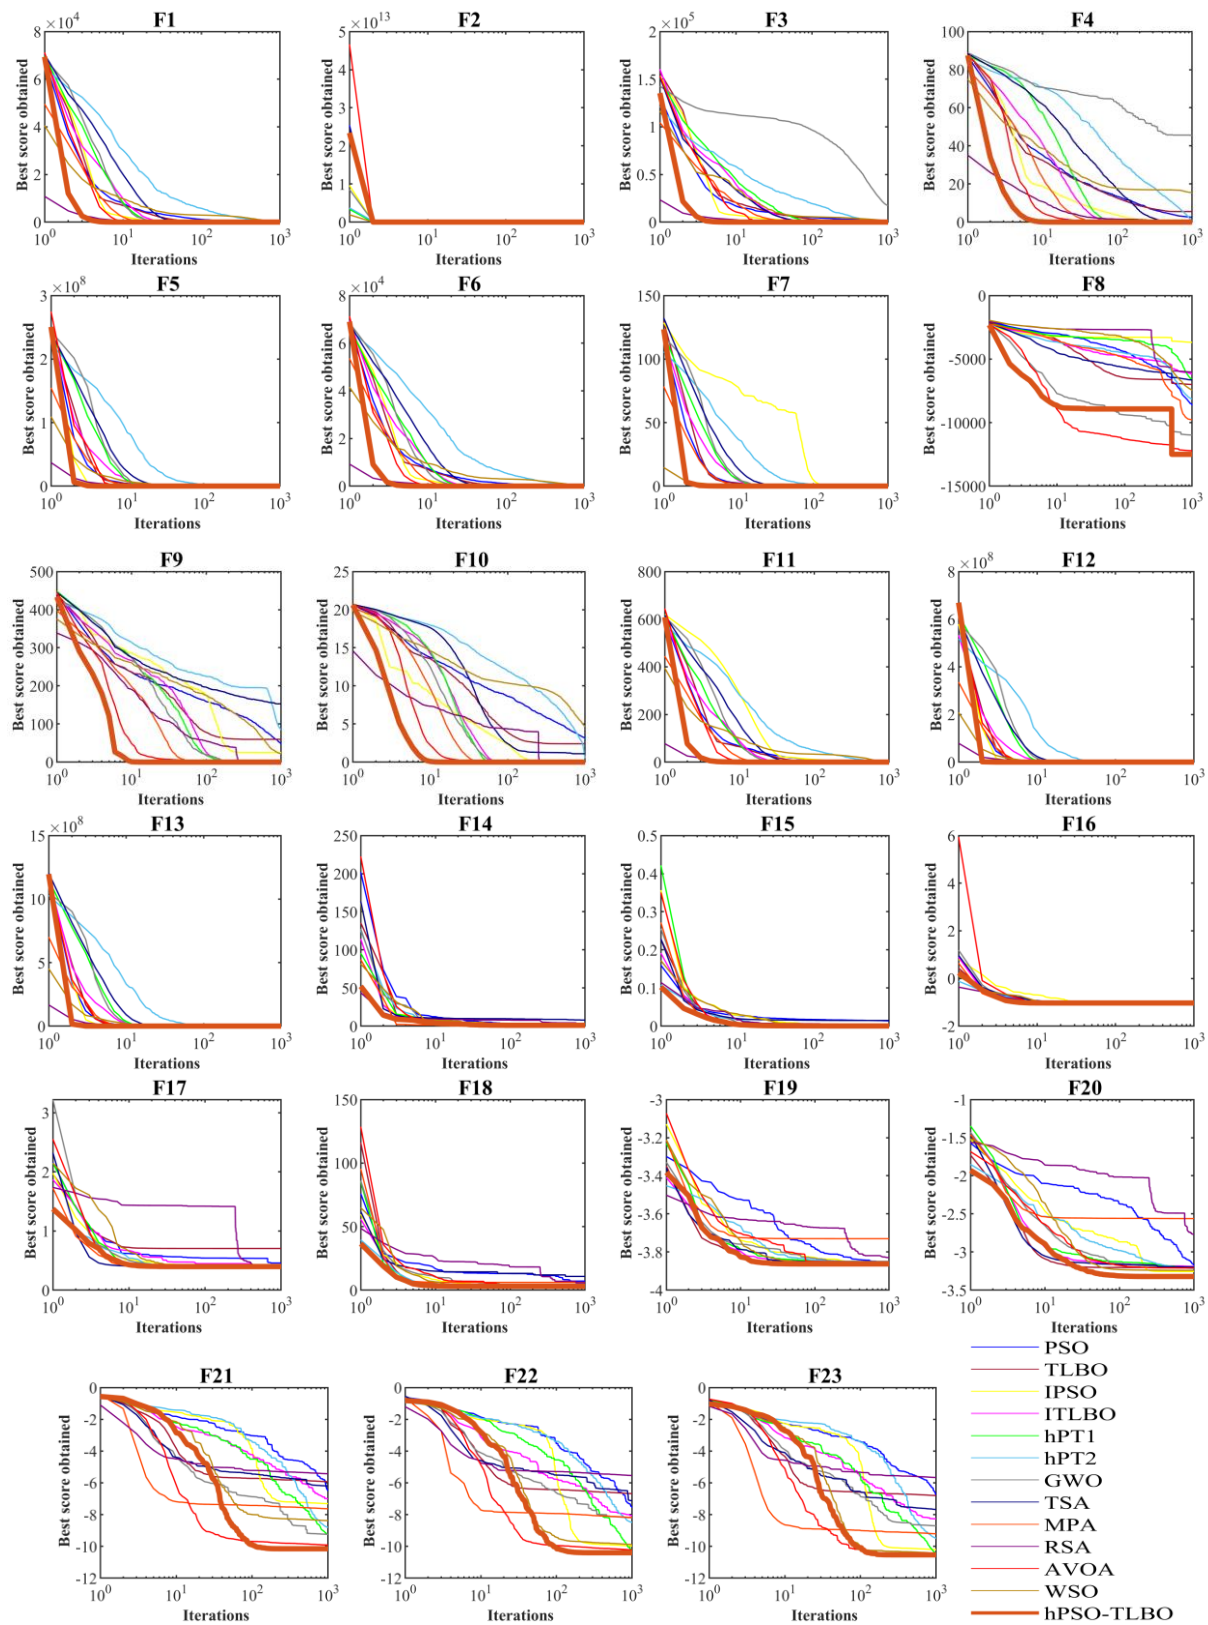 F1
×10^4
8
6
4
2
0
10^0 10^1 10^2 10^3
Iterations
Best score obtained
F2
×10^13
5
4
3
2
1
0
10^0 10^1 10^2 10^3
Iterations
Best score obtained
F3
×10^5
2
1.5
1
0.5
0
10^0 10^1 10^2 10^3
Iterations
Best score obtained
F4
100
80
60
40
20
0
10^0 10^1 10^2 10^3
Iterations
Best score obtained
F5
×10^8
3
2
1
0
10^0 10^1 10^2 10^3
Iterations
Best score obtained
F6
×10^4
8
6
4
2
0
10^0 10^1 10^2 10^3
Iterations
Best score obtained
F7
150
100
50
0
10^0 10^1 10^2 10^3
Iterations
Best score obtained
F8
0
-5000
-10000
-15000
10^0 10^1 10^2 10^3
Iterations
Best score obtained
F9
500
400
300
200
100
0
10^0 10^1 10^2 10^3
Iterations
Best score obtained
F10
25
20
15
10
5
0
10^0 10^1 10^2 10^3
Iterations
Best score obtained
F11
800
600
400
200
0
10^0 10^1 10^2 10^3
Iterations
Best score obtained
F12
×10^8
8
6
4
2
0
10^0 10^1 10^2 10^3
Iterations
Best score obtained
F13
×10^8
15
10
5
0
10^0 10^1 10^2 10^3
Iterations
Best score obtained
F14
250
200
150
100
50
0
10^0 10^1 10^2 10^3
Iterations
Best score obtained
F15
0.5
0.4
0.3
0.2
0.1
0
10^0 10^1 10^2 10^3
Iterations
Best score obtained
F16
6
4
2
0
-2
10^0 10^1 10^2 10^3
Iterations
Best score obtained
F17
3
2
1
0
10^0 10^1 10^2 10^3
Iterations
Best score obtained
F18
150
100
50
0
10^0 10^1 10^2 10^3
Iterations
Best score obtained
F19
-3
-3.2
-3.4
-3.6
-3.8
-4
10^0 10^1 10^2 10^3
Iterations
Best score obtained
F20
-1
-1.5
-2
-2.5
-3
-3.5
10^0 10^1 10^2 10^3
Iterations
Best score obtained
F21
0
-2
-4
-6
-8
-10
-12
10^0 10^1 10^2 10^3
Iterations
Best score obtained
F22
0
-2
-4
-6
-8
-10
-12
10^0 10^1 10^2 10^3
Iterations
Best score obtained
F23
0
-2
-4
-6
-8
-10
-12
10^0 10^1 10^2 10^3
Iterations
Best score obtained
PSO
TLBO
IPSO
ITLBO
hPT1
hPT2
GWO
TSA
MPA
RSA
AVOA
WSO
hPSO-TLBO